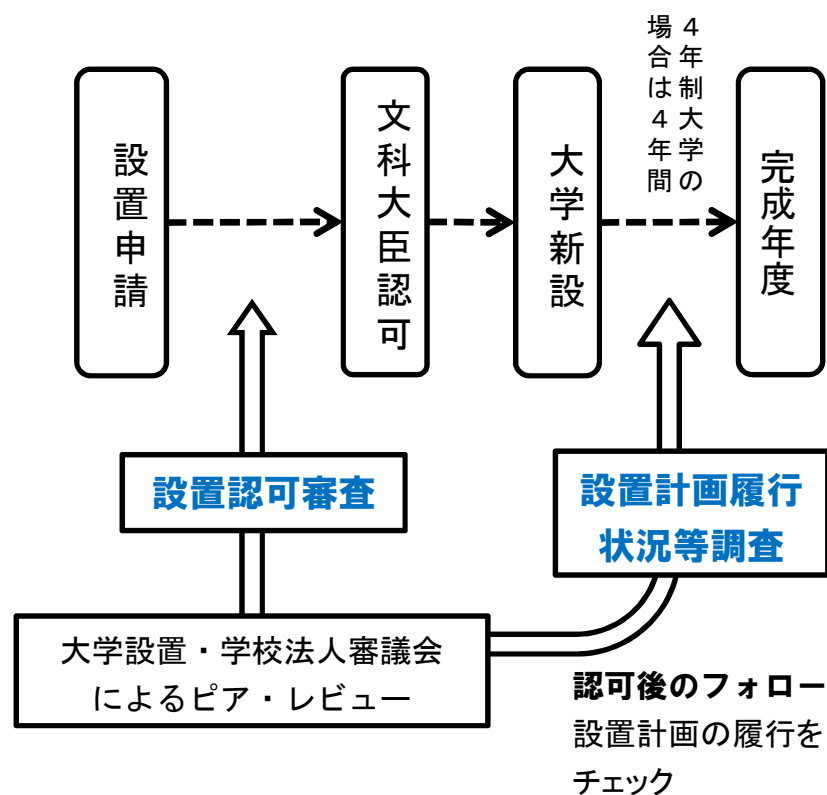 ４年制大学の
場合は４年間
設置申請
文科大臣認可
大学新設
完成年度
設置認可審査
設置計画履行
状況等調査
大学設置・学校法人審議会
によるピア・レビュー
認可後のフォロー
設置計画の履行を
チェック